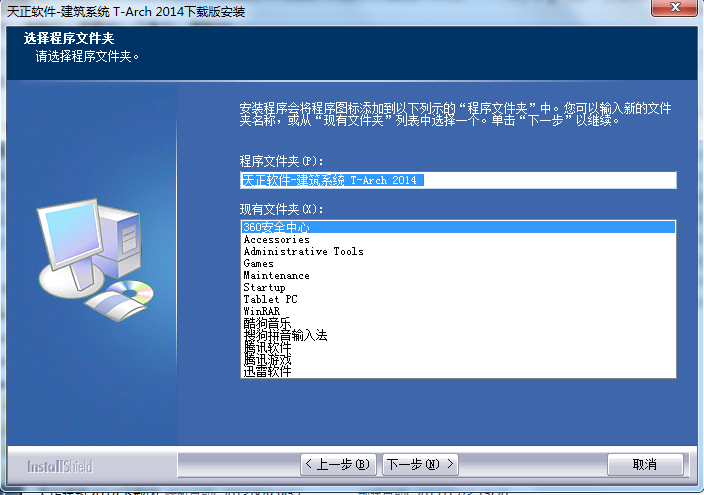 天正软件-建筑系统 T-Arch 2014下载版安装
选择程序文件夹
请选择程序文件夹。
安装程序会将程序图标添加到以下列示的“程序文件夹”中。您可以输入新的文件
夹名称，或从“现有文件夹”列表中选择一个。单击“下一步”以继续。
程序文件夹(P):
天正软件-建筑系统 T-Arch 2014
现有文件夹(X):
360安全中心
Accessories
Administrative Tools
Games
Maintenance
Startup
Tablet PC
WinRAR
酷狗音乐
搜狗拼音输入法
腾讯软件
腾讯游戏
迅雷软件
InstallShield
< 上一步(B)
下一步(N) >
取消